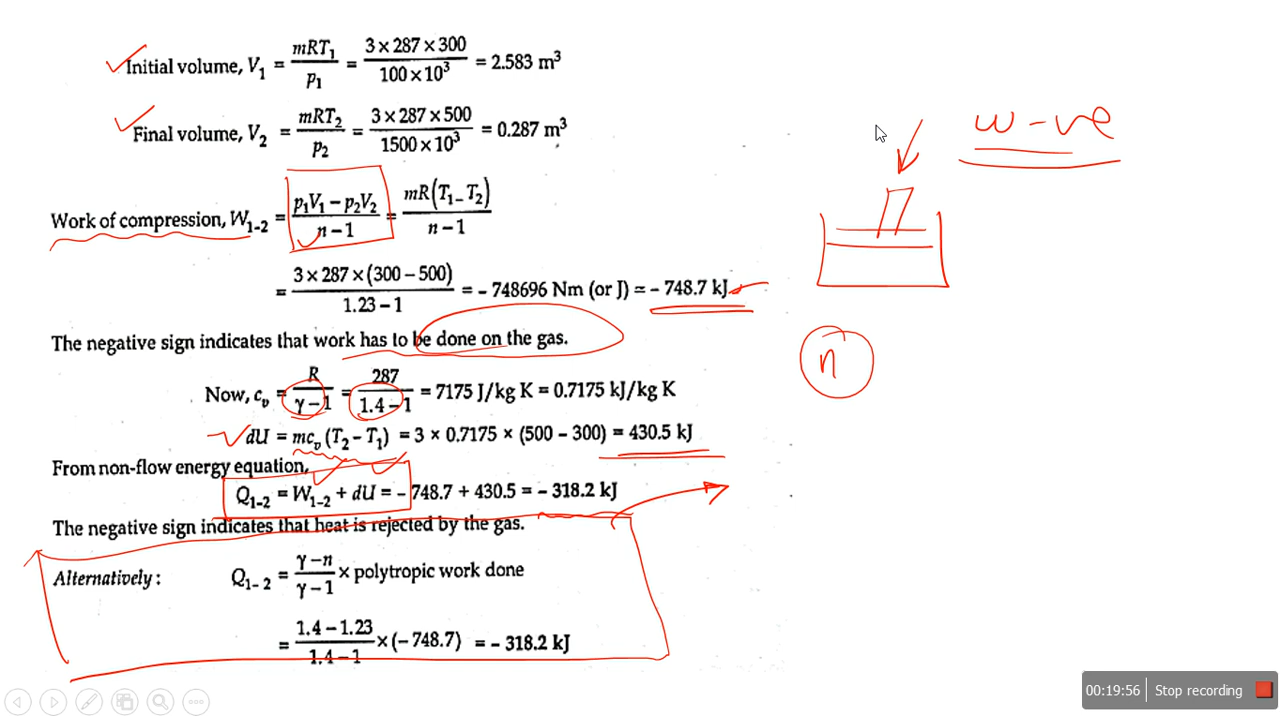 Initial volume, V₁ = mRT₁ / p₁ = 3 × 287 × 300 / 100 × 10³ = 2.583 m³
Final volume, V₂ = mRT₂ / p₂ = 3 × 287 × 500 / 1500 × 10³ = 0.287 m³
W -ve
Work of compression, W₁₋₂ = p₁V₁ – p₂V₂ / n – 1 = mR(T₁ – T₂) / n – 1
= 3 × 287 × (300 – 500) / 1.23 – 1 = – 748696 Nm (or J) = – 748.7 kJ
The negative sign indicates that work has to be done on the gas.
n
Now, cᵥ = R / γ – 1 = 287 / 1.4 – 1 = 7175 J/kg K = 0.7175 kJ/kg K
dU = mcᵥ (T₂ – T₁) = 3 × 0.7175 × (500 – 300) = 430.5 kJ
From non-flow energy equation,
Q₁₋₂ = W₁₋₂ + dU = – 748.7 + 430.5 = – 318.2 kJ
The negative sign indicates that heat is rejected by the gas.
Alternatively : Q₁₋₂ = γ – n / γ – 1 × polytropic work done
= 1.4 – 1.23 / 1.4 – 1 × (– 748.7) = – 318.2 kJ
00:19:56 Stop recording